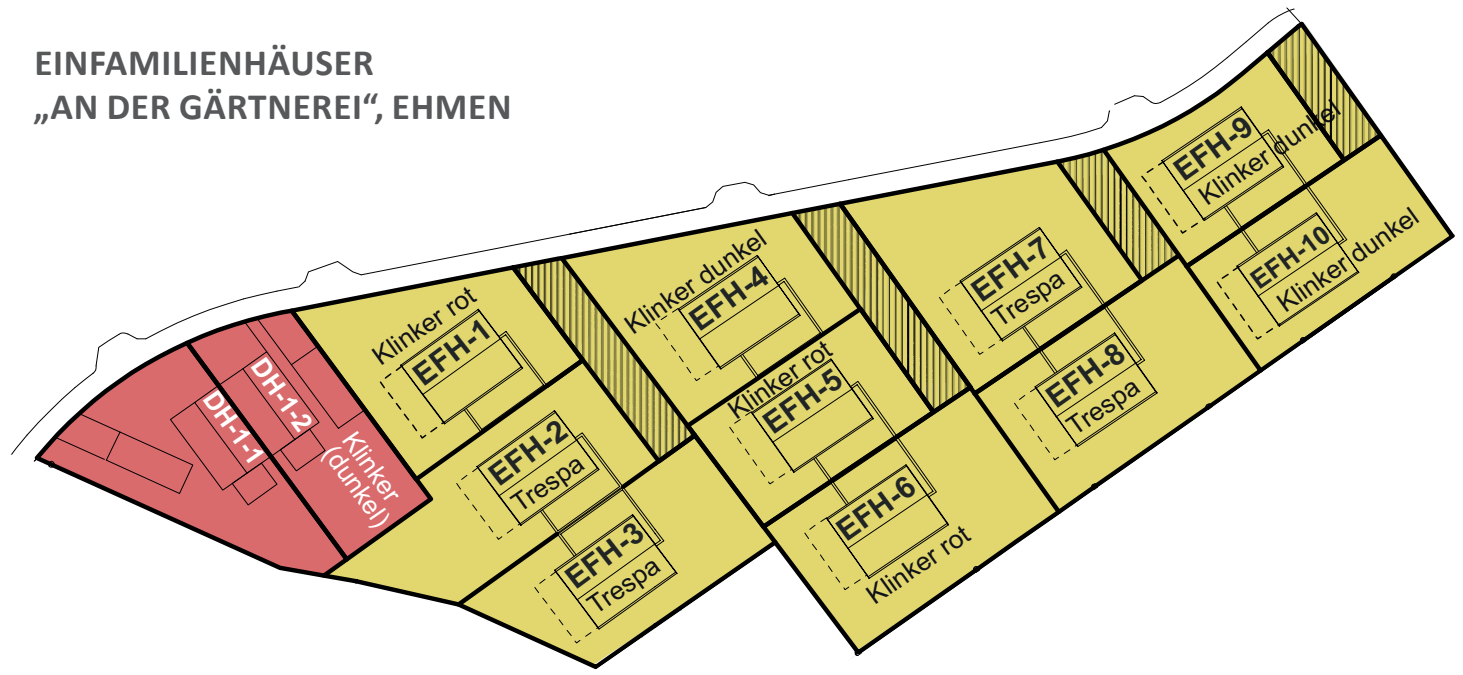 EINFAMILIENHÄUSER
„AN DER GÄRTNEREI“, EHMEN
DH-1-1
DH-1-2
Klinker
(dunkel)
Klinker rot
EFH-1
EFH-2
Trespa
EFH-3
Trespa
Klinker dunkel
EFH-4
Klinker rot
EFH-5
EFH-6
Klinker rot
EFH-7
Trespa
EFH-8
Trespa
EFH-9
Klinker dunkel
EFH-10
Klinker dunkel